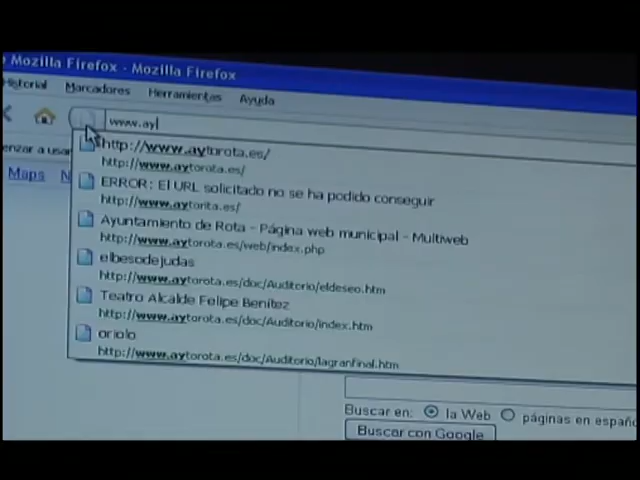 Mozilla Firefox - Mozilla Firefox
Historial Marcadores Herramientas Ayuda
www.ay
http://www.aytorota.es/
http://www.aytorota.es/
ERROR: El URL solicitado no se ha podido conseguir
http://www.aytorita.es/
Ayuntamiento de Rota - Página web municipal - Multiweb
http://www.aytorota.es/web/index.php
elbesodejudas
http://www.aytorota.es/doc/Auditorio/eldeseo.htm
Teatro Alcalde Felipe Benítez
http://www.aytorota.es/doc/Auditorio/index.htm
oriolo
http://www.aytorota.es/doc/Auditorio/lagranfinal.htm
enzar a usar
Maps N
Buscar en: la Web páginas en español
Buscar con Google